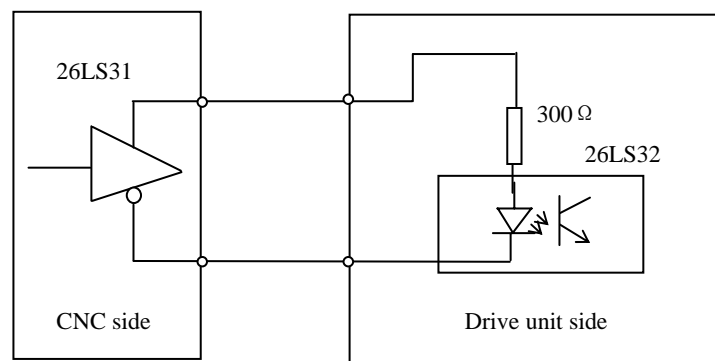 26LS31
300Ω
26LS32
CNC side
Drive unit side